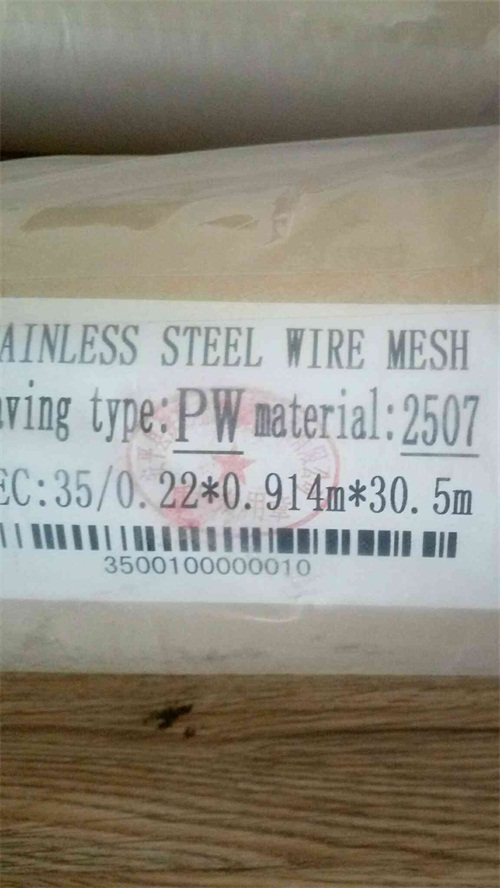 AINLESS STEEL WIRE MESH
aving type:PW material:2507
EC:35/0.22*0.914m*30.5m
3500100000010